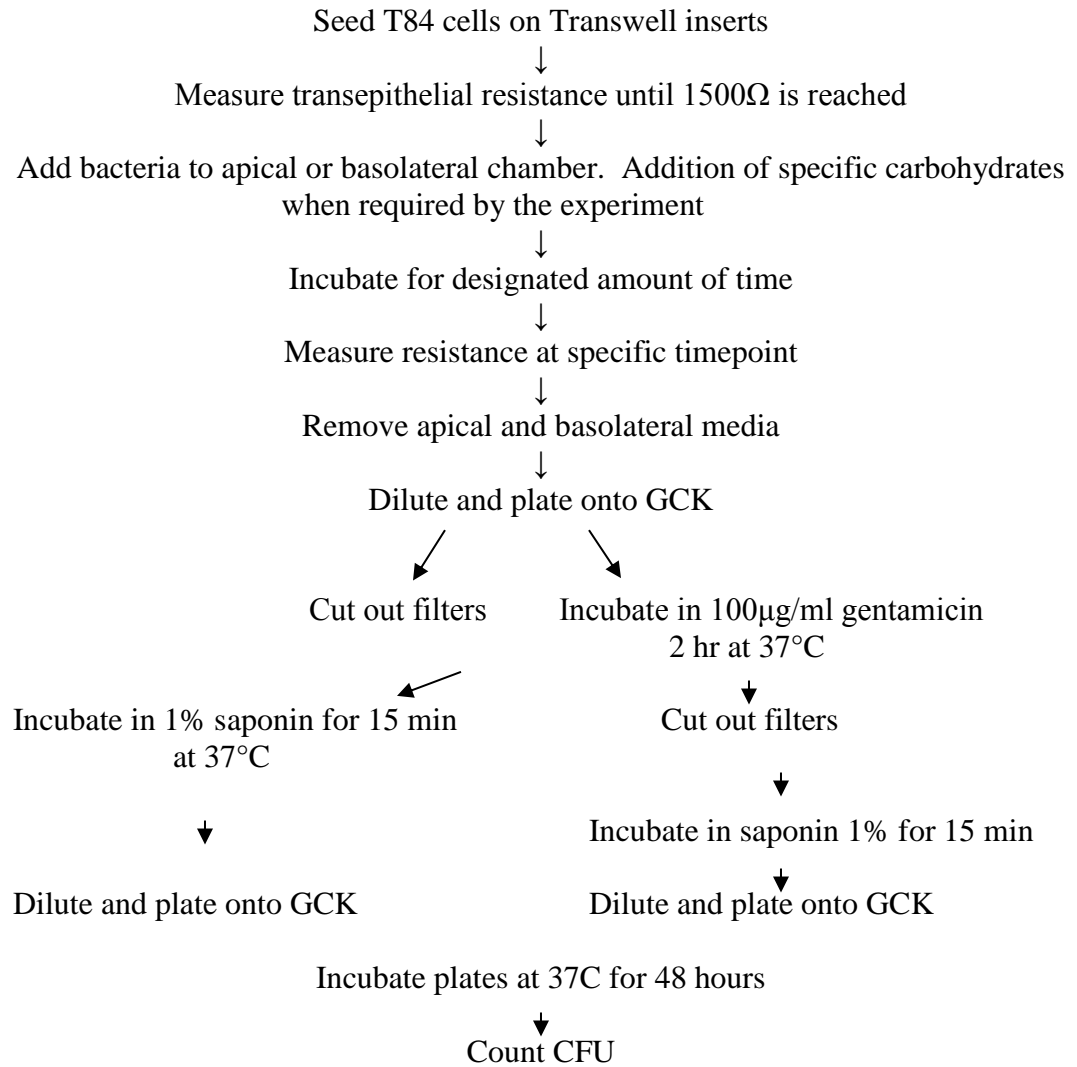 Seed T84 cells on Transwell inserts
↓
Measure transepithelial resistance until 1500Ω is reached
↓
Add bacteria to apical or basolateral chamber.  Addition of specific carbohydrates
when required by the experiment
↓
Incubate for designated amount of time
↓
Measure resistance at specific timepoint
↓
Remove apical and basolateral media
↓
Dilute and plate onto GCK
Cut out filters
Incubate in 100μg/ml gentamicin
2 hr at 37°C
Incubate in 1% saponin for 15 min
at 37°C
Cut out filters
Incubate in saponin 1% for 15 min
Dilute and plate onto GCK
Dilute and plate onto GCK
Incubate plates at 37C for 48 hours
Count CFU